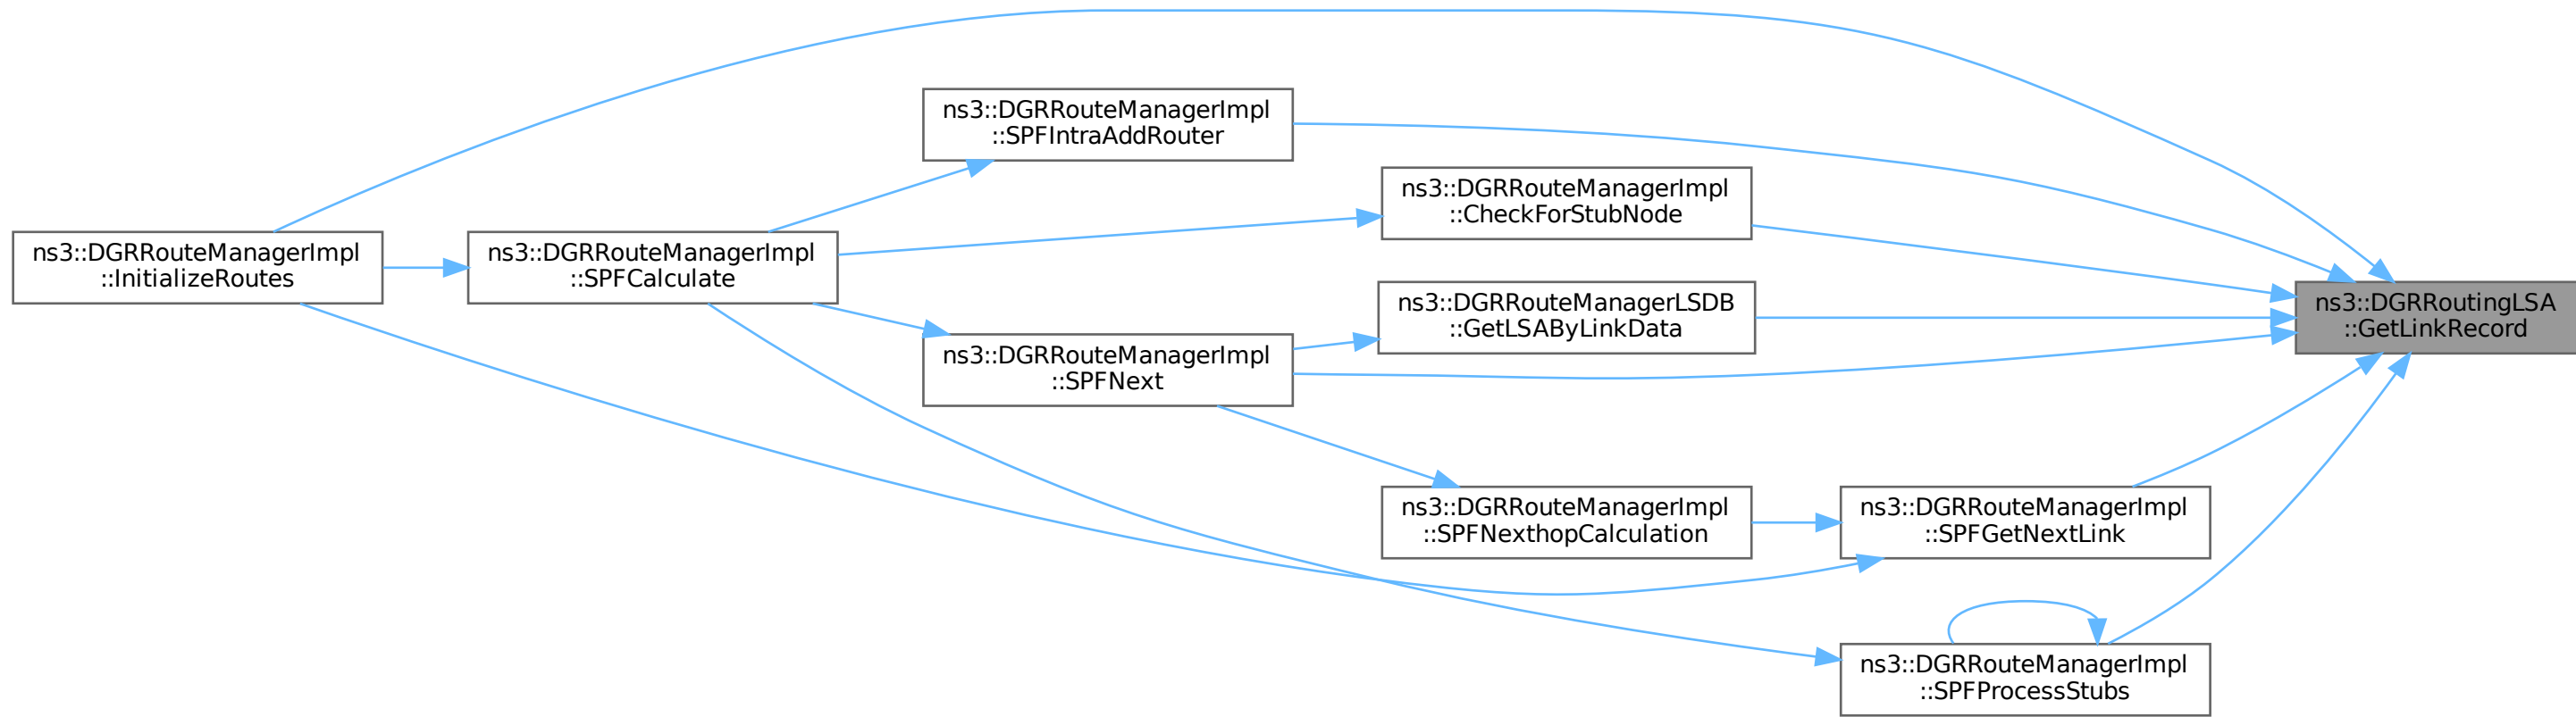 ns3::DGRRouteManagerImpl
::InitializeRoutes
ns3::DGRRouteManagerImpl
::SPFCalculate
ns3::DGRRouteManagerImpl
::SPFIntraAddRouter
ns3::DGRRouteManagerImpl
::CheckForStubNode
ns3::DGRRouteManagerLSDB
::GetLSAByLinkData
ns3::DGRRouteManagerImpl
::SPFNext
ns3::DGRRouteManagerImpl
::SPFNexthopCalculation
ns3::DGRRouteManagerImpl
::SPFGetNextLink
ns3::DGRRouteManagerImpl
::SPFProcessStubs
ns3::DGRRoutingLSA
::GetLinkRecord